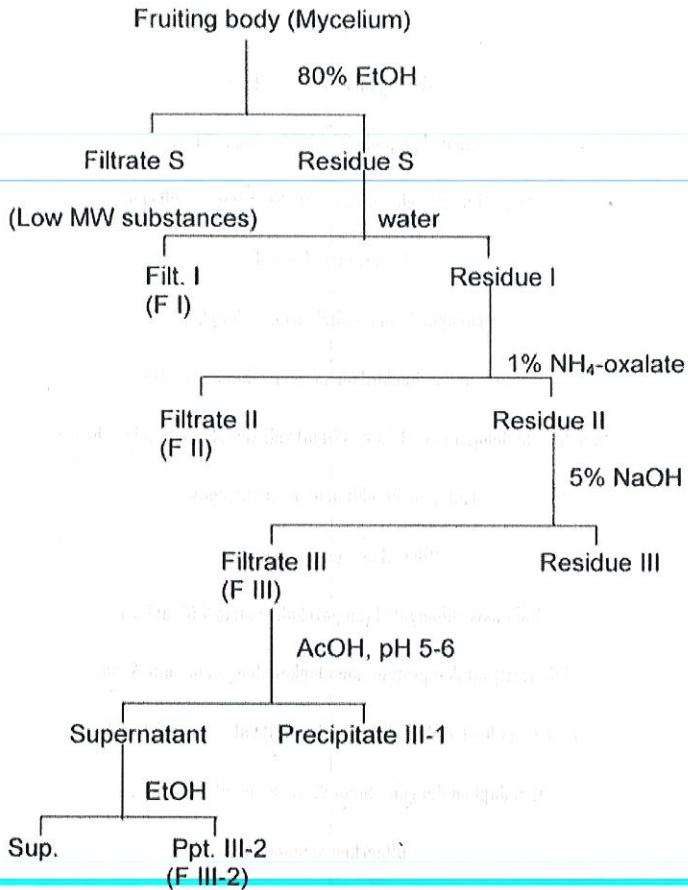 Fruiting body (Mycelium)
80% EtOH
Filtrate S Residue S
(Low MW substances) water
Filt. I Residue I
(F I)
1% NH₄-oxalate
Filtrate II Residue II
(F II)
5% NaOH
Filtrate III Residue III
(F III)
AcOH, pH 5-6
Supernatant Precipitate III-1
EtOH
Sup. Ppt. III-2
(F III-2)